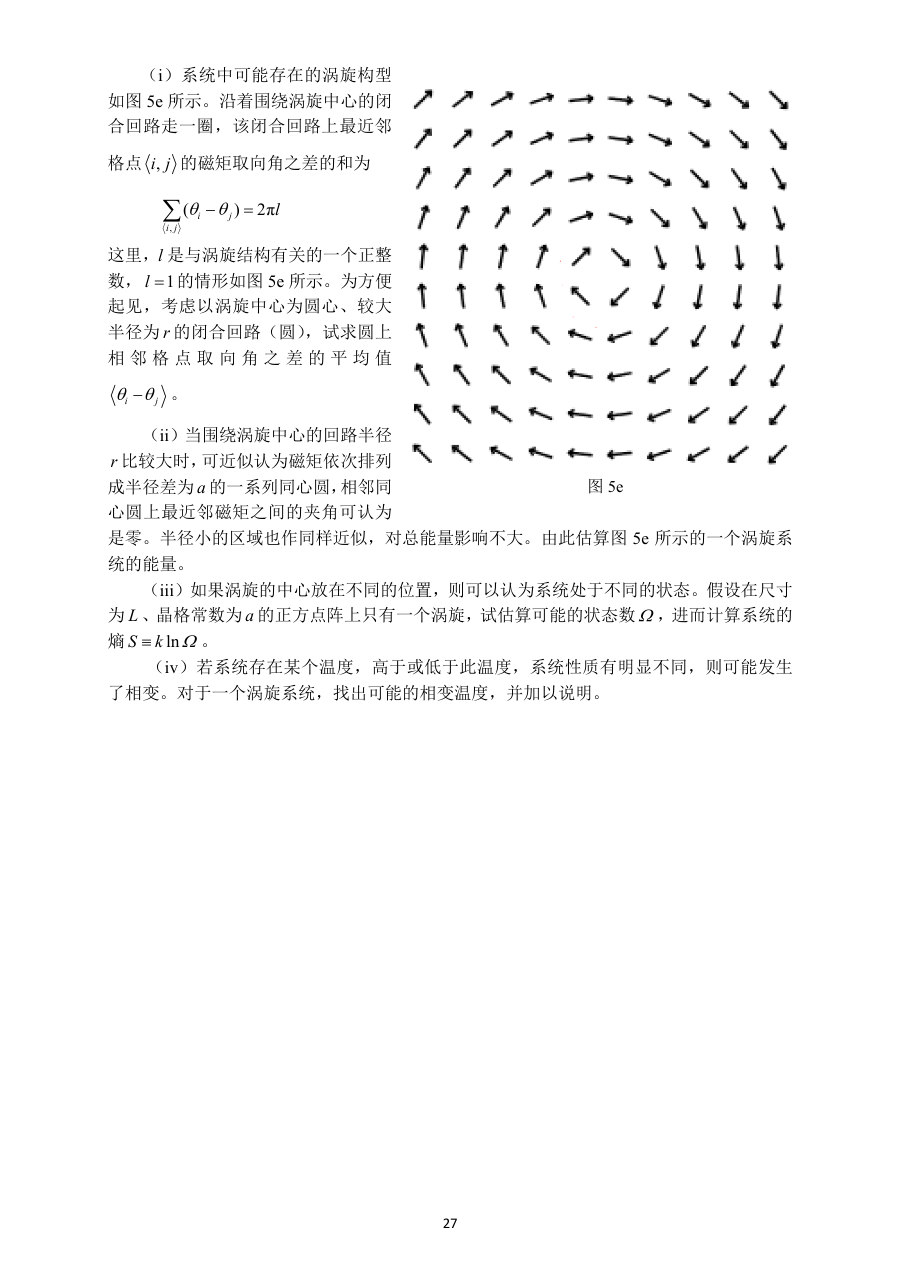 （i）系统中可能存在的涡旋构型
如图 5e 所示。沿着围绕涡旋中心的闭
合回路走一圈，该闭合回路上最近邻
格点⟨i, j⟩的磁矩取向角之差的和为
∑⟨i,j⟩(θi − θj) = 2πl
这里，l 是与涡旋结构有关的一个正整
数，l = 1的情形如图 5e 所示。为方便
起见，考虑以涡旋中心为圆心、较大
半径为 r 的闭合回路（圆），试求圆上
相邻格点取向角之差的平均值
⟨θi − θj⟩。
（ii）当围绕涡旋中心的回路半径
r 比较大时，可近似认为磁矩依次排列
成半径差为 a 的一系列同心圆，相邻同
心圆上最近邻磁矩之间的夹角可认为
图 5e
是零。半径小的区域也作同样近似，对总能量影响不大。由此估算图 5e 所示的一个涡旋系
统的能量。
（iii）如果涡旋的中心放在不同的位置，则可以认为系统处于不同的状态。假设在尺寸
为 L、晶格常数为 a 的正方点阵上只有一个涡旋，试估算可能的状态数 Ω，进而计算系统的
熵 S ≡ k ln Ω。
（iv）若系统存在某个温度，高于或低于此温度，系统性质有明显不同，则可能发生
了相变。对于一个涡旋系统，找出可能的相变温度，并加以说明。
27